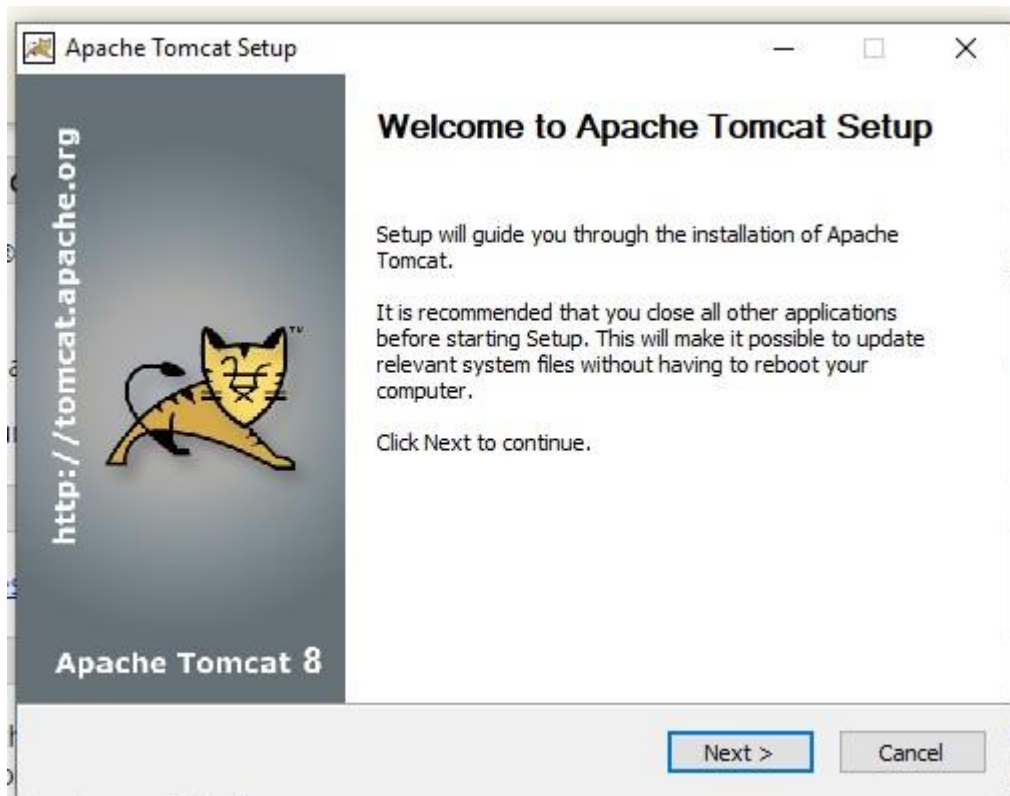 Apache Tomcat Setup
Welcome to Apache Tomcat Setup
http://tomcat.apache.org
Setup will guide you through the installation of Apache
Tomcat.
It is recommended that you close all other applications
before starting Setup. This will make it possible to update
relevant system files without having to reboot your
computer.
Click Next to continue.
TM
Apache Tomcat 8
Next >
Cancel